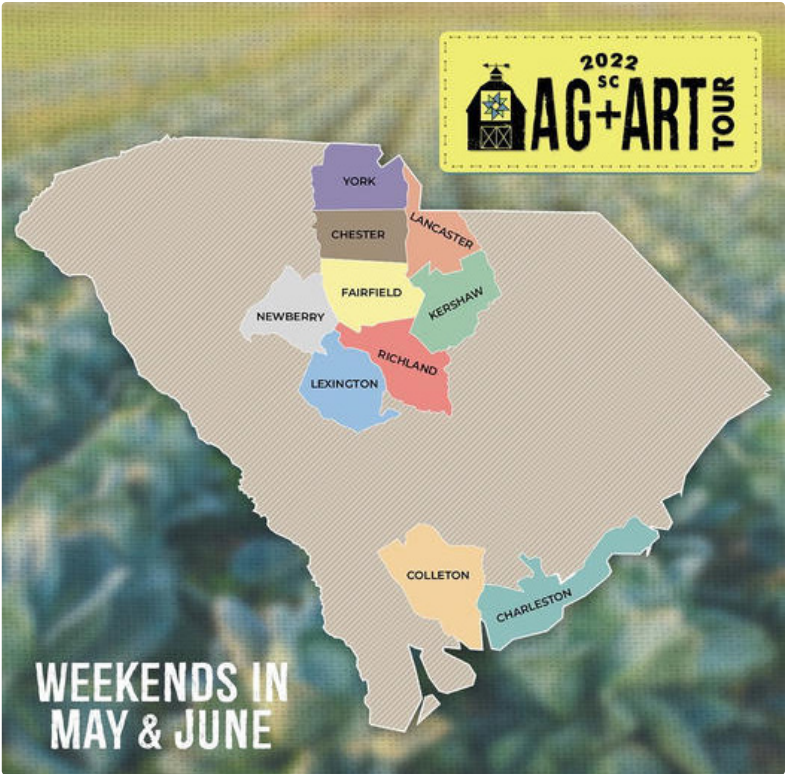 2022
SC
AG+ART
TOUR
YORK
LANCASTER
CHESTER
FAIRFIELD
KERSHAW
NEWBERRY
RICHLAND
LEXINGTON
COLLETON
CHARLESTON
WEEKENDS IN
MAY & JUNE